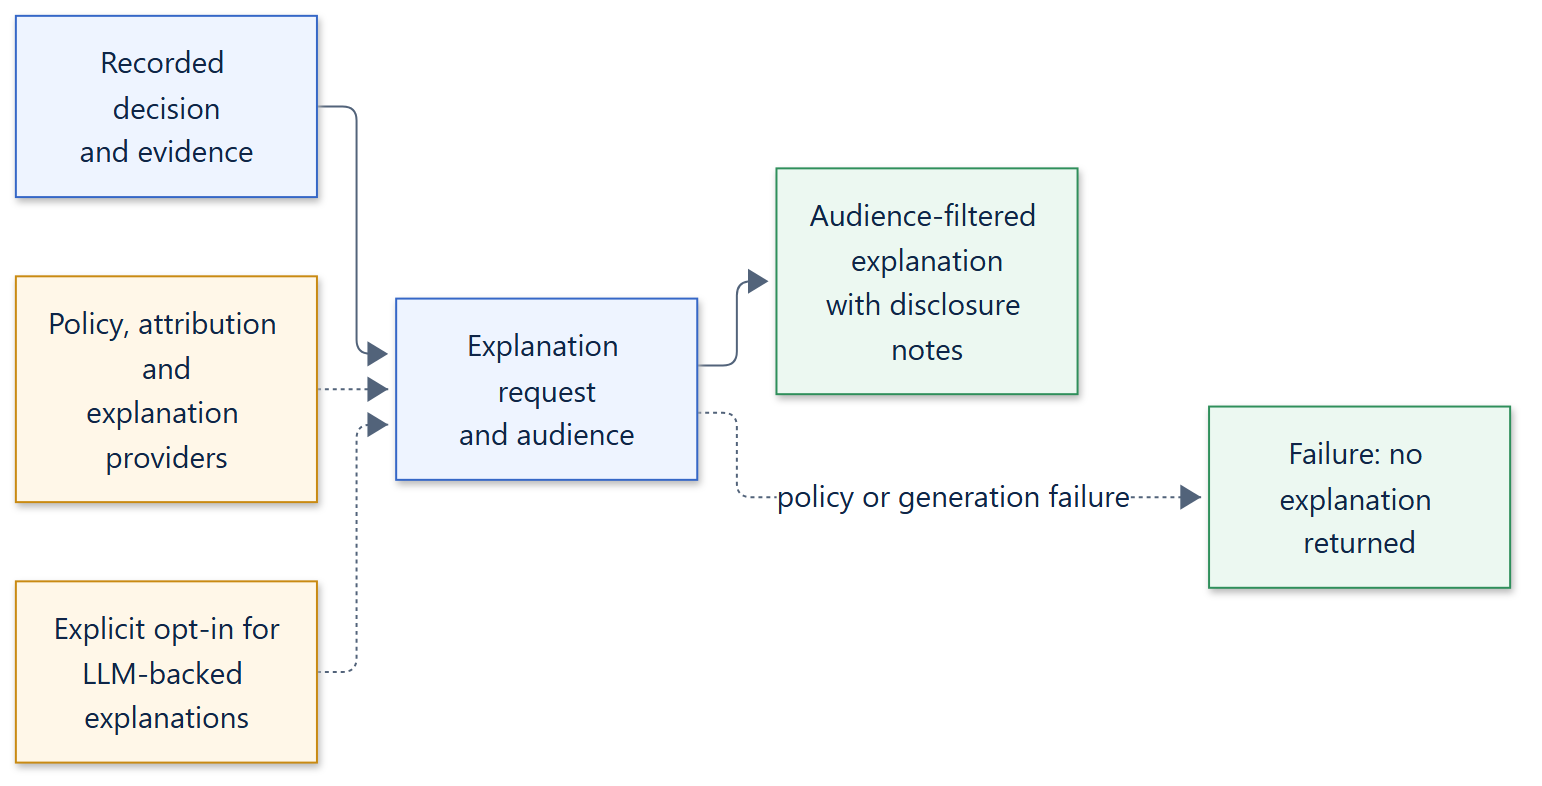 Recorded
decision
and evidence
Policy, attribution
and
explanation
providers
Explicit opt-in for
LLM-backed
explanations
Explanation
request
and audience
Audience-filtered
explanation
with disclosure
notes
policy or generation failure
Failure: no
explanation
returned